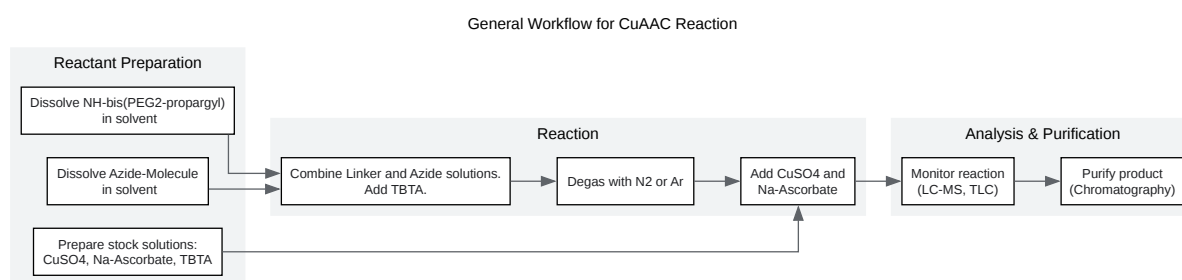 General Workflow for CuAAC Reaction
Reactant Preparation
Dissolve NH-bis(PEG2-propargyl)
in solvent
Dissolve Azide-Molecule
in solvent
Prepare stock solutions:
CuSO4, Na-Ascorbate, TBTA
Reaction
Combine Linker and Azide solutions.
Add TBTA.
Degas with N2 or Ar
Add CuSO4 and
Na-Ascorbate
Analysis & Purification
Monitor reaction
(LC-MS, TLC)
Purify product
(Chromatography)